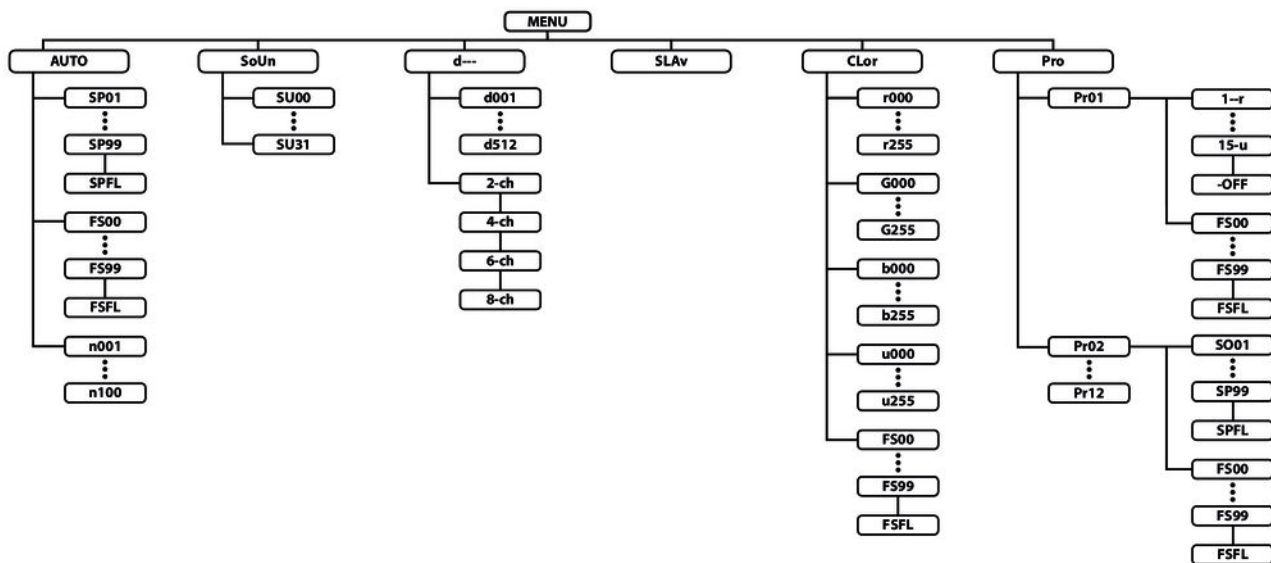 MENU
AUTO
SP01
SP99
SPFL
FS00
FS99
FSFL
n001
n100
SoUn
SU00
SU31
d---
d001
d512
2-ch
4-ch
6-ch
8-ch
SLAv
CLor
r000
r255
G000
G255
b000
b255
u000
u255
FS00
FS99
FSFL
Pro
Pr01
1--r
15-u
-OFF
FS00
FS99
FSFL
Pr02
Pr12
SO01
SP99
SPFL
FS00
FS99
FSFL